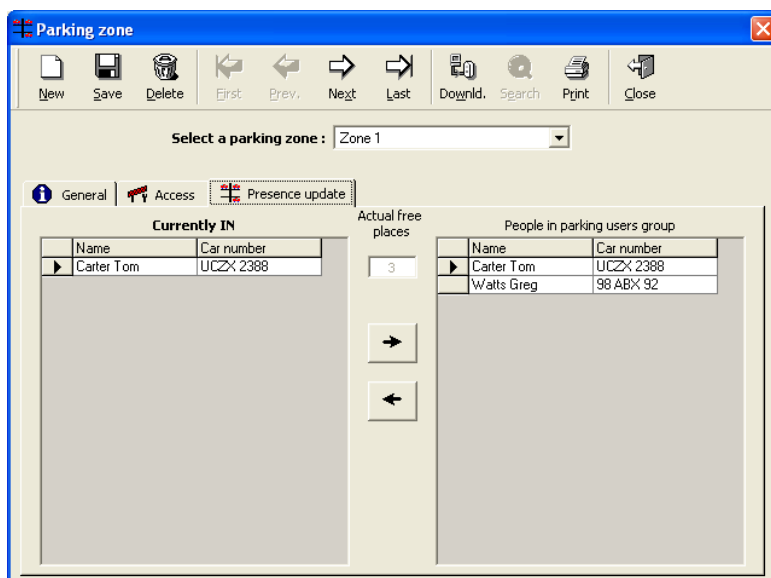 Parking zone
New Save Delete First Prev. Next Last Downld. Search Print Close
Select a parking zone : Zone 1
General Access Presence update
Currently IN
Name Car number
Carter Tom UCZX 2388
Actual free
places
3
People in parking users group
Name Car number
Carter Tom UCZX 2388
Watts Greg 98 ABX 92